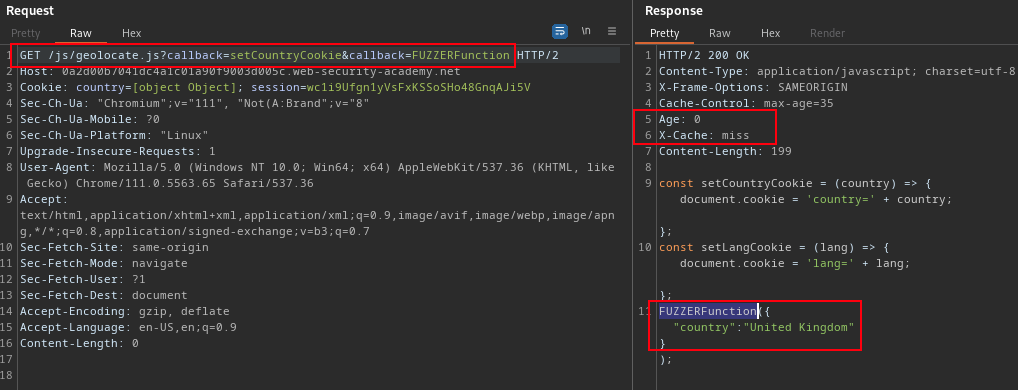 Request
Pretty Raw Hex
\n
1 GET /js/geolocate.js?callback=setCountryCookie&callback=FUZZERFunction HTTP/2
2 Host: 0a2d00b7041dc4a1c01a90f9003d005c.web-security-academy.net
3 Cookie: country=[object Object]; session=wc1i9Ufgn1yVsFxKSSoSHo48GnqAJi5V
4 Sec-Ch-Ua: "Chromium";v="111", "Not(A:Brand";v="8"
5 Sec-Ch-Ua-Mobile: ?0
6 Sec-Ch-Ua-Platform: "Linux"
7 Upgrade-Insecure-Requests: 1
8 User-Agent: Mozilla/5.0 (Windows NT 10.0; Win64; x64) AppleWebKit/537.36 (KHTML, like
Gecko) Chrome/111.0.5563.65 Safari/537.36
9 Accept:
text/html,application/xhtml+xml,application/xml;q=0.9,image/avif,image/webp,image/apn
g,*/*;q=0.8,application/signed-exchange;v=b3;q=0.7
10 Sec-Fetch-Site: same-origin
11 Sec-Fetch-Mode: navigate
12 Sec-Fetch-User: ?1
13 Sec-Fetch-Dest: document
14 Accept-Encoding: gzip, deflate
15 Accept-Language: en-US,en;q=0.9
16 Content-Length: 0
17
18
Response
Pretty Raw Hex Render
1 HTTP/2 200 OK
2 Content-Type: application/javascript; charset=utf-8
3 X-Frame-Options: SAMEORIGIN
4 Cache-Control: max-age=35
5 Age: 0
6 X-Cache: miss
7 Content-Length: 199
8
9 const setCountryCookie = (country) => {
document.cookie = 'country=' + country;
};
10 const setLangCookie = (lang) => {
document.cookie = 'lang=' + lang;
};
11 FUZZERFunction({
"country":"United Kingdom"
}
);